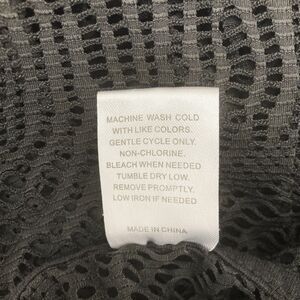 MACHINE WASH COLD
WITH LIKE COLORS.
GENTLE CYCLE ONLY.
NON-CHLORINE.
BLEACH WHEN NEEDED
TUMBLE DRY LOW.
REMOVE PROMPTLY.
LOW IRON IF NEEDED
MADE IN CHINA